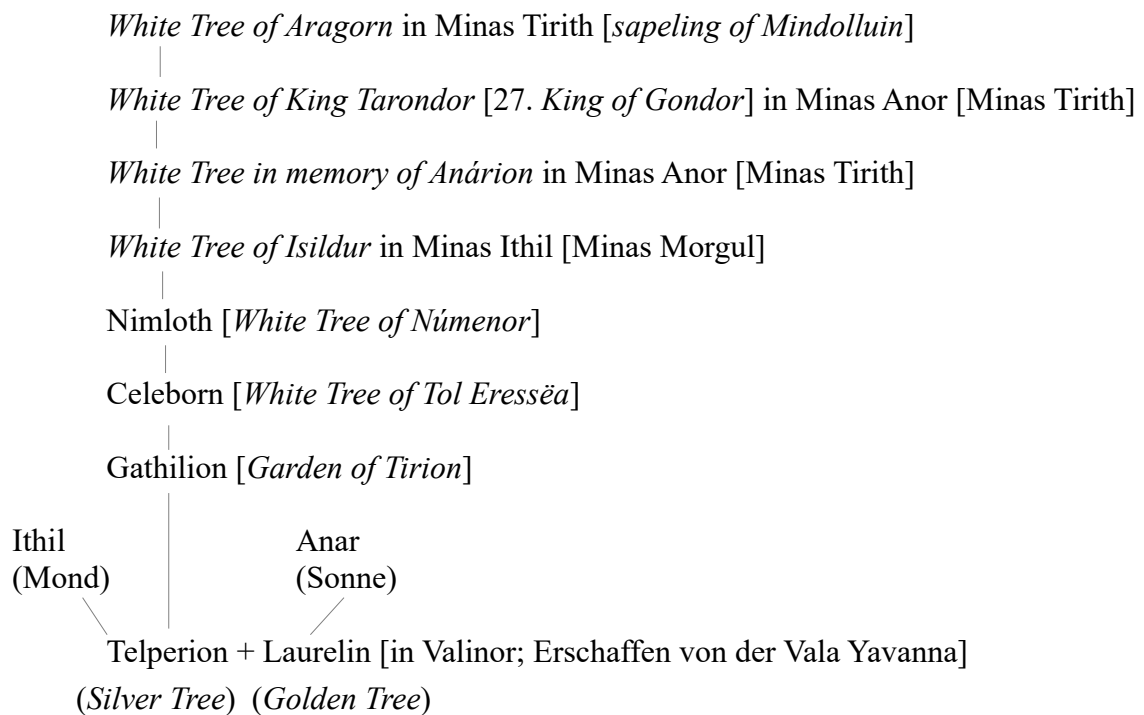 White Tree of Aragorn in Minas Tirith [sapeling of Mindolluin]
White Tree of King Tarondor [27. King of Gondor] in Minas Anor [Minas Tirith]
White Tree in memory of Anárion in Minas Anor [Minas Tirith]
White Tree of Isildur in Minas Ithil [Minas Morgul]
Nimloth [White Tree of Númenor]
Celeborn [White Tree of Tol Eressëa]
Gathilion [Garden of Tirion]
Ithil Anar
(Mond) (Sonne)
Telperion + Laurelin [in Valinor; Erschaffen von der Vala Yavanna]
(Silver Tree) (Golden Tree)